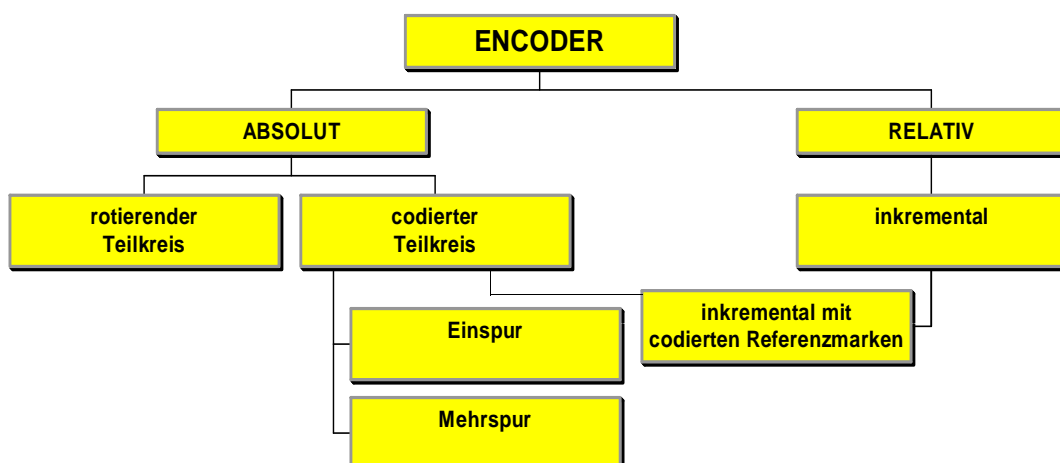 ENCODER
ABSOLUT
RELATIV
rotierender
Teilkreis
codierter
Teilkreis
inkremental
inkremental mit
codierten Referenzmarken
Einspur
Mehrspur